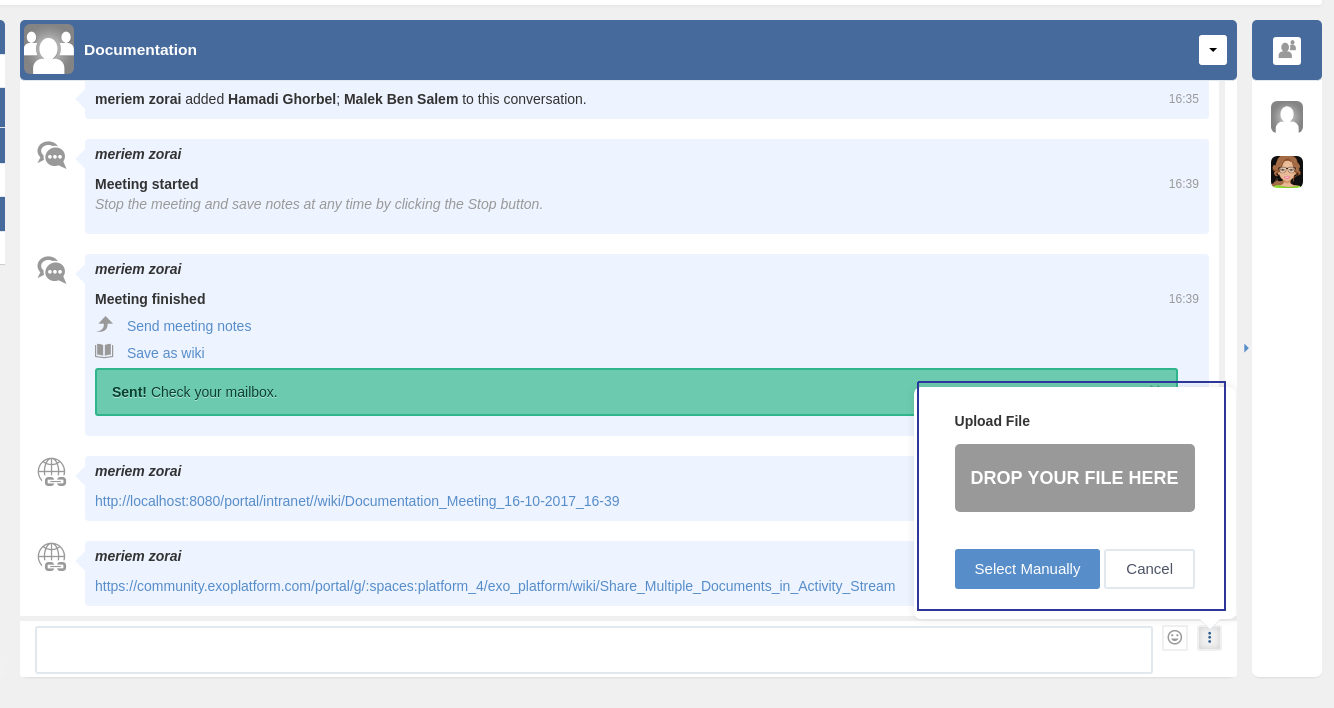 Documentation
meriem zorai added Hamadi Ghorbel; Malek Ben Salem to this conversation. 16:35
meriem zorai
Meeting started 16:39
Stop the meeting and save notes at any time by clicking the Stop button.
meriem zorai
Meeting finished 16:39
Send meeting notes
Save as wiki
Sent! Check your mailbox.
meriem zorai
http://localhost:8080/portal/intranet//wiki/Documentation_Meeting_16-10-2017_16-39
meriem zorai
https://community.exoplatform.com/portal/g/:spaces:platform_4/exo_platform/wiki/Share_Multiple_Documents_in_Activity_Stream
Upload File
DROP YOUR FILE HERE
Select Manually Cancel